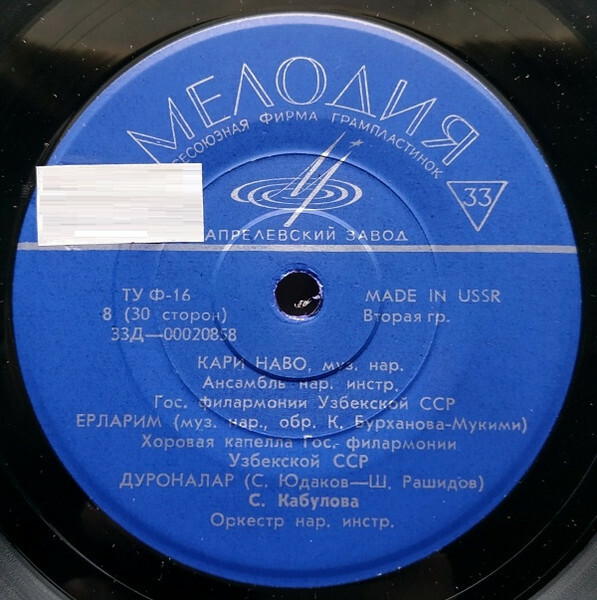 МЕЛОДИЯ
ВСЕСОЮЗНАЯ ФИРМА ГРАМПЛАСТИНОК
33
АПРЕЛЕВСКИЙ ЗАВОД
ТУ Ф-16
MADE IN USSR
8 (30 сторон)
Вторая гр.
33Д—00020858
КАРИ НАВО, муз. нар.
Ансамбль нар. инстр.
Гос. филармонии Узбекской ССР
ЕРЛАРИМ (муз. нар., обр. К. Бурханова-Мукими)
Хоровая капелла Гос. филармонии
Узбекской ССР
ДУРОНАЛАР (С. Юдаков—Ш. Рашидов)
С. Кабулова
Оркестр нар. инстр.